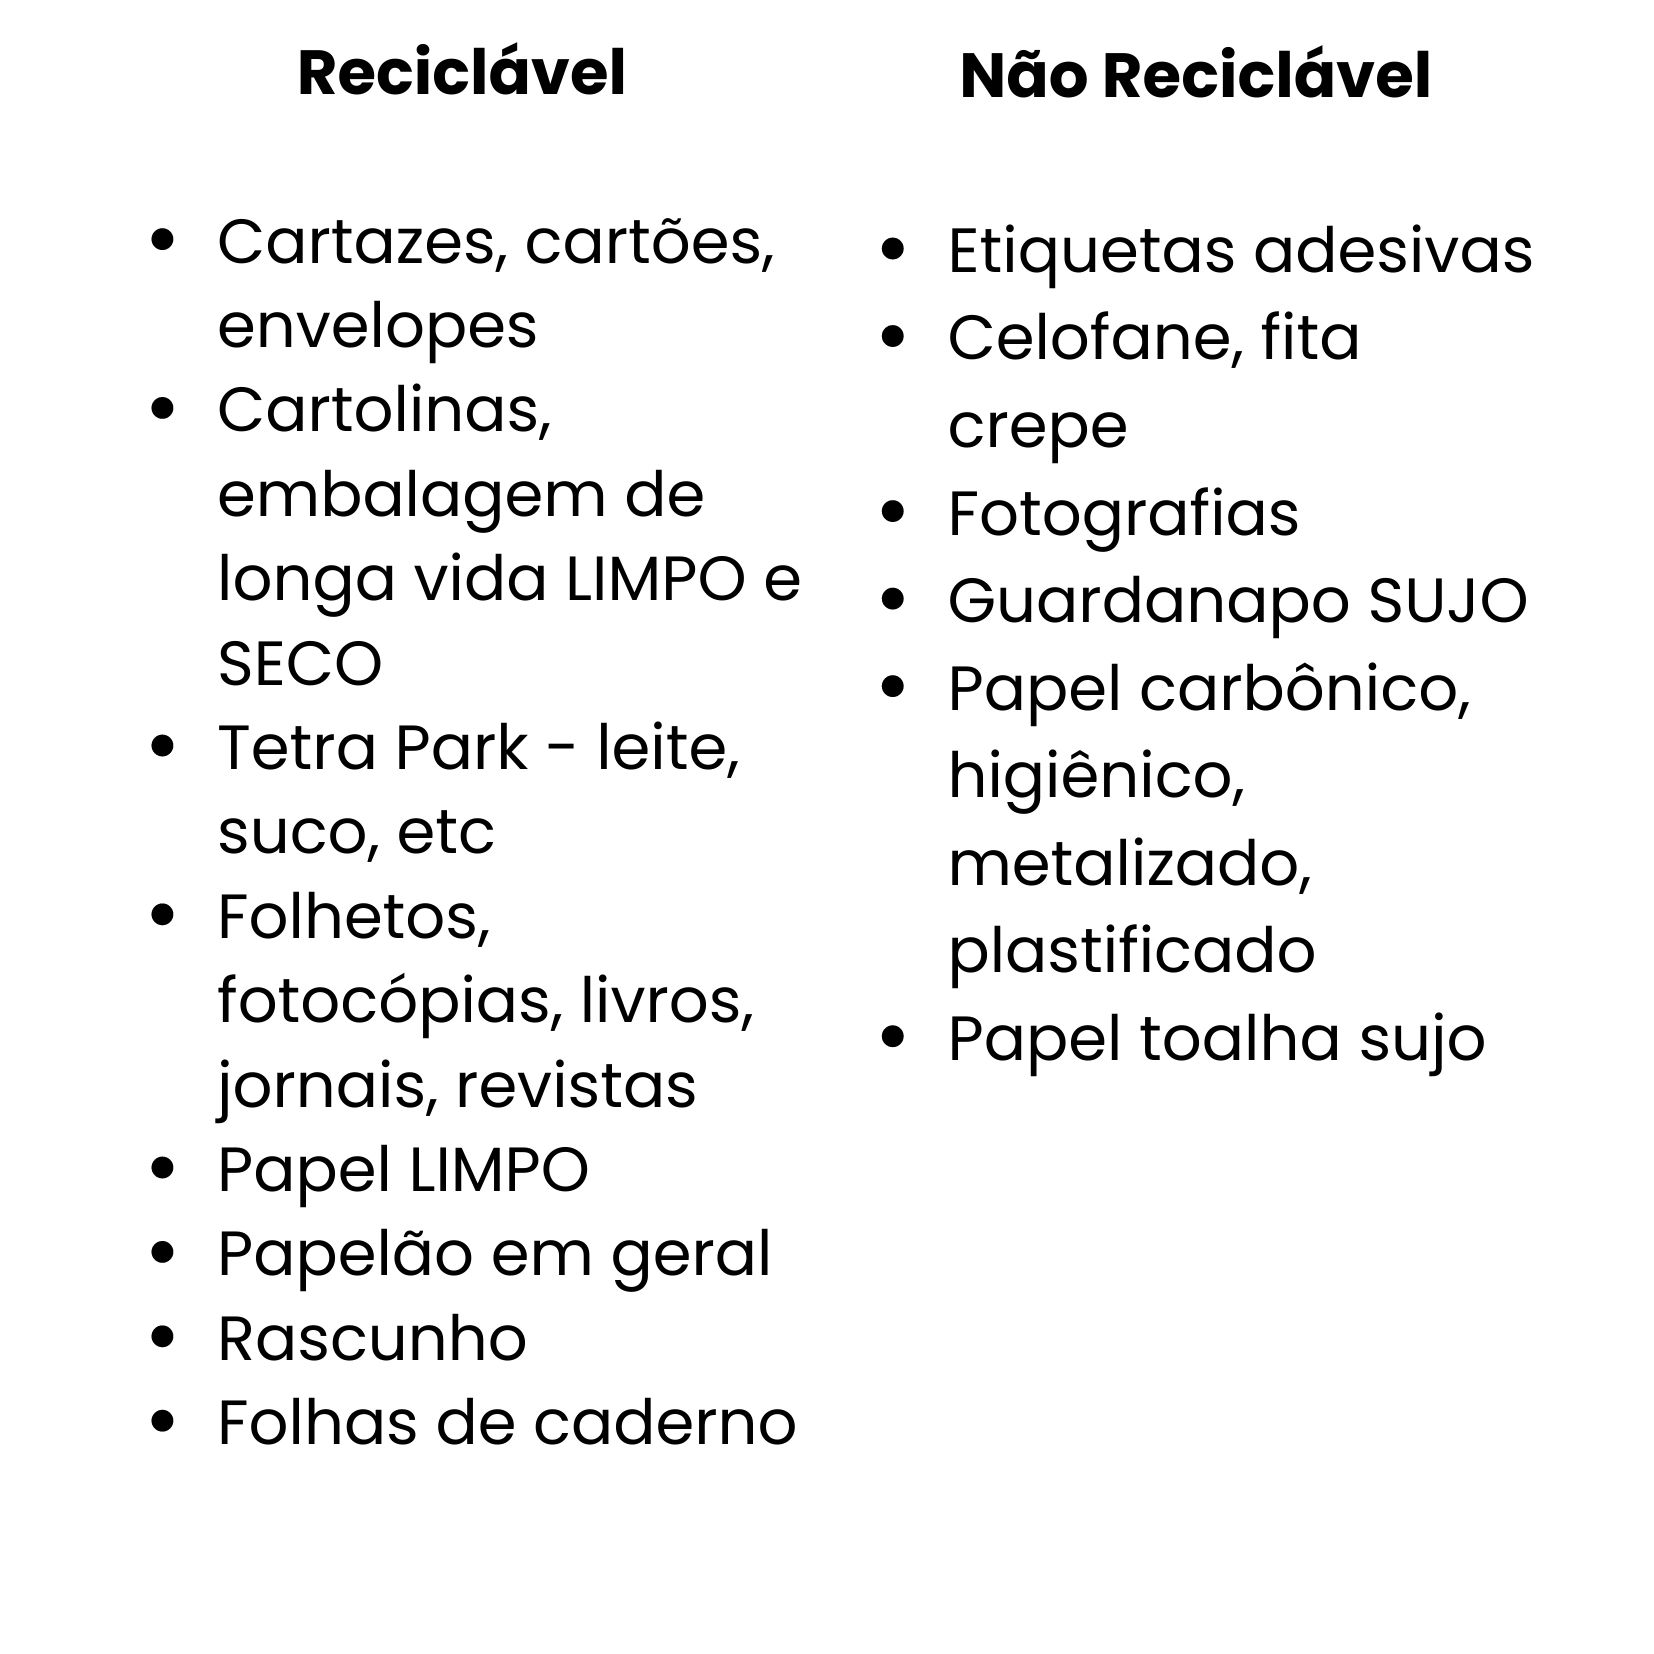 Reciclável
• Cartazes, cartões,
envelopes
• Cartolinas,
embalagem de
longa vida LIMPO e
SECO
• Tetra Park - leite,
suco, etc
• Folhetos,
fotocópias, livros,
jornais, revistas
• Papel LIMPO
• Papelão em geral
• Rascunho
• Folhas de caderno
Não Reciclável
• Etiquetas adesivas
• Celofane, fita
crepe
• Fotografias
• Guardanapo SUJO
• Papel carbônico,
higiênico,
metalizado,
plastificado
• Papel toalha sujo